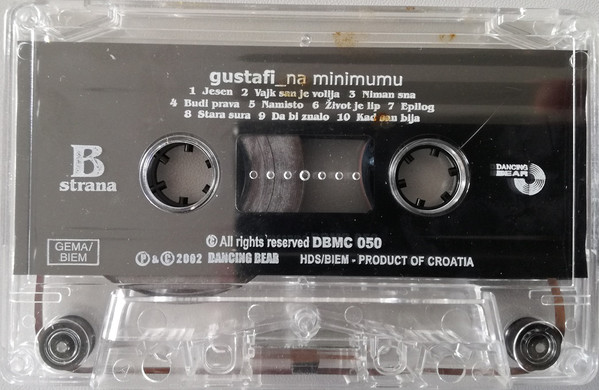 gustafi_na minimumu
1 Jesen 2 Vajk san je volija 3 Niman sna
4 Budi prava 5 Namisto 6 Život je lip 7 Epilog
8 Stara sura 9 Da bi znalo 10 Kad san bija
B
strana
DANCING
BEAR
GEMA/
BIEM
All rights reserved DBMC 050
℗ & © 2002 DANCING BEAR HDS/BIEM - PRODUCT OF CROATIA